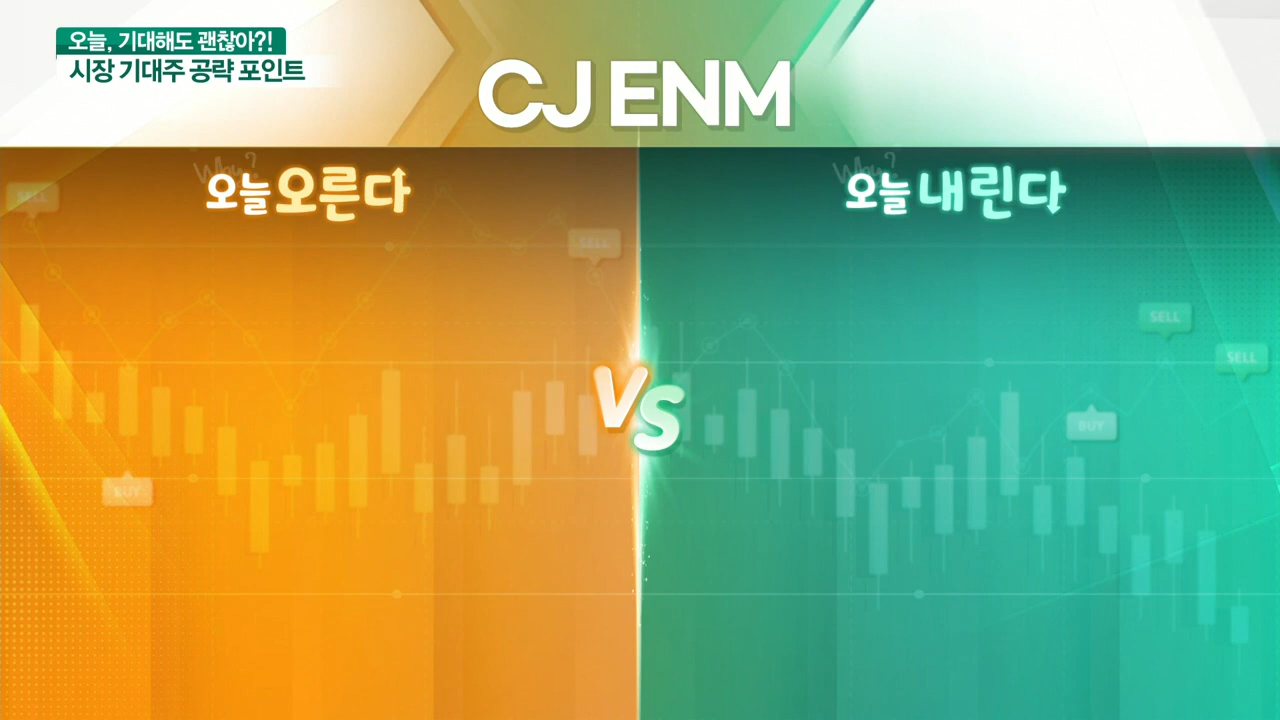 오늘, 기대해도 괜찮아?!
시장 기대주 공략 포인트
CJ ENM
Why?
Why?
오늘 오른다
오늘 내린다
SELL
SELL
SELL
SELL
VS
BUY
BUY